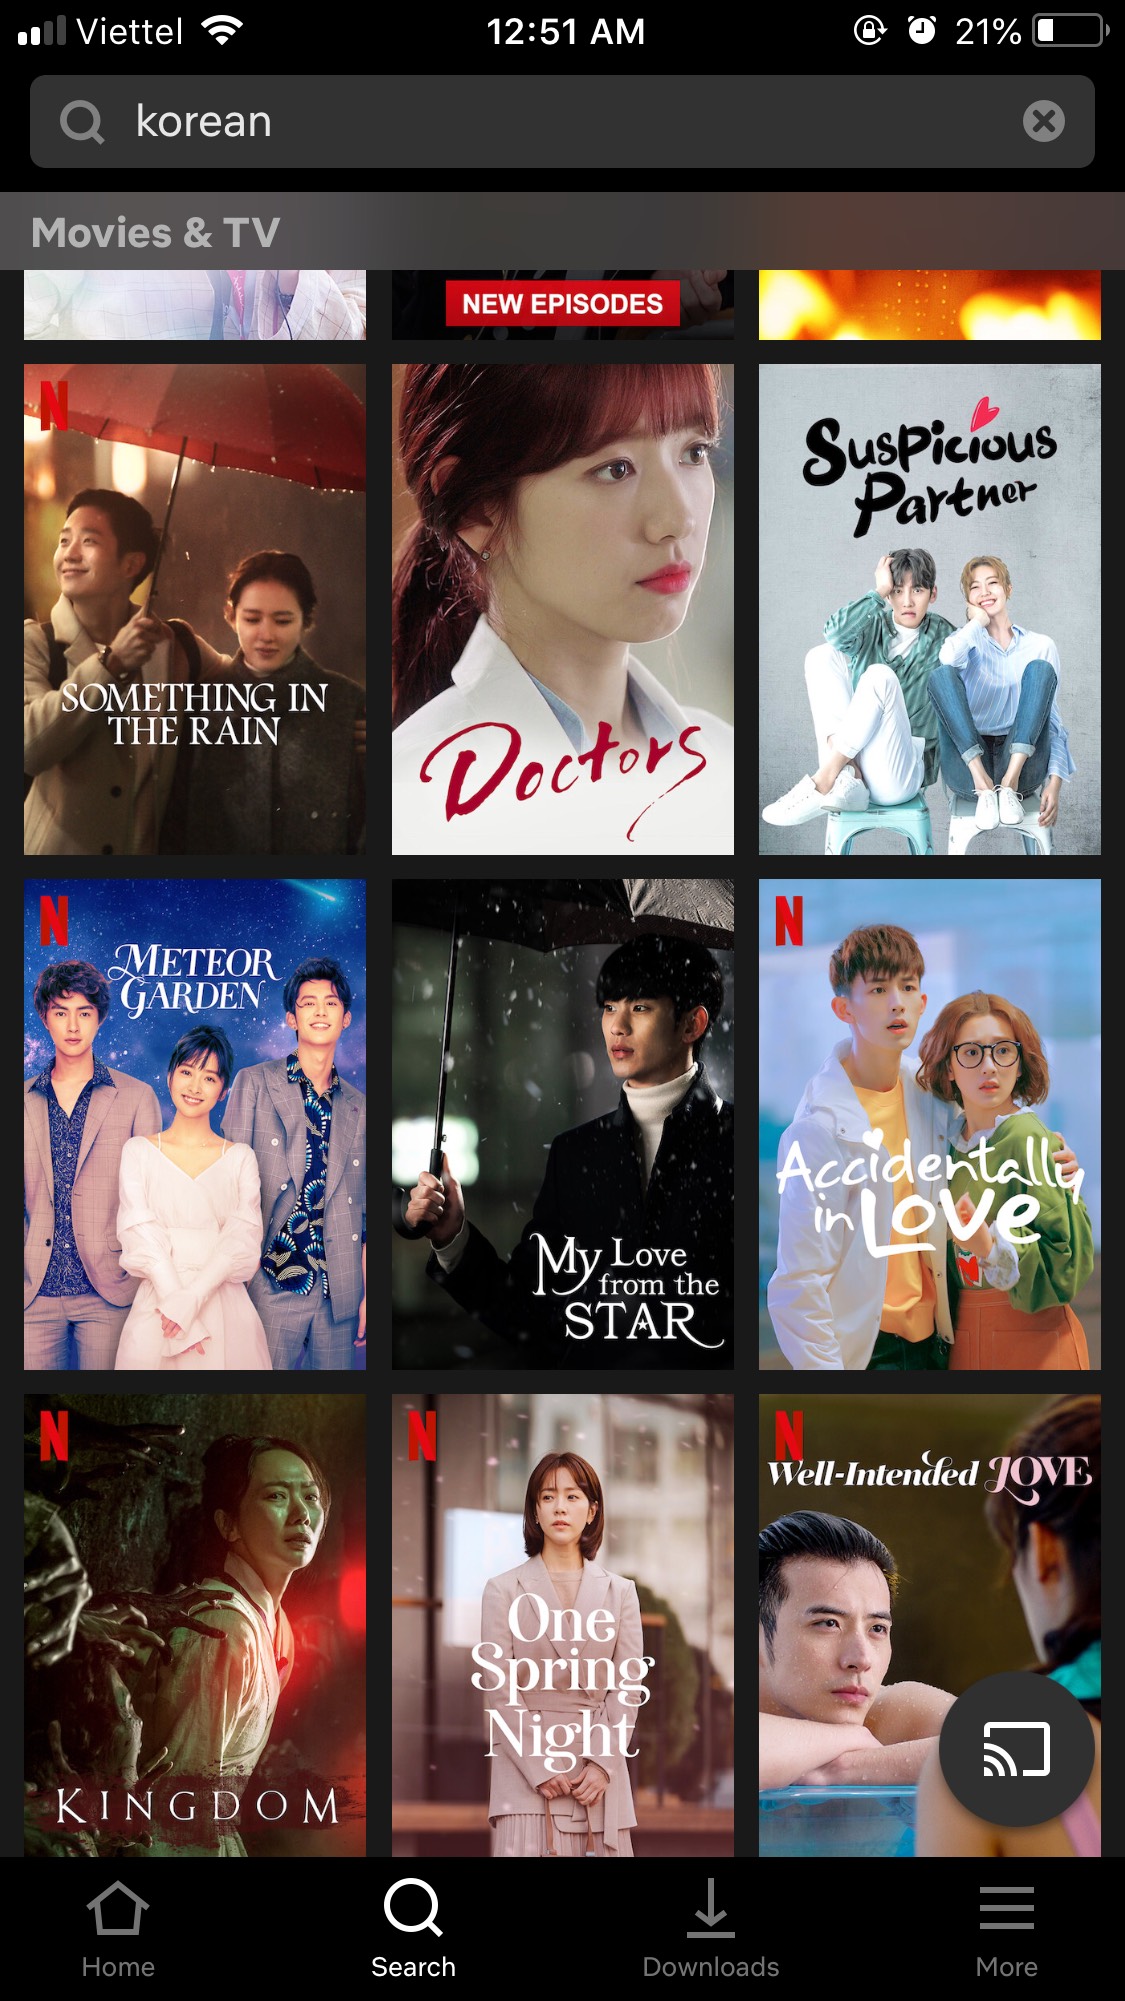 Viettel
12:51 AM
21%
korean
Movies & TV
NEW EPISODES
N
SOMETHING IN
THE RAIN
Doctors
Suspicious
Partner
N
METEOR
GARDEN
My Love
from the
STAR
N
Accidentally
in Love
N
KINGDOM
N
One
Spring
Night
N
Well-Intended LOVE
Home
Search
Downloads
More